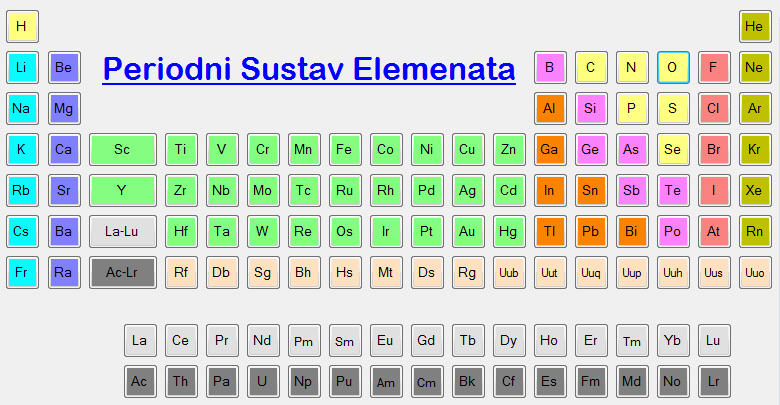 H He
Li Be Periodni Sustav Elemenata B C N O F Ne
Na Mg Al Si P S Cl Ar
K Ca Sc Ti V Cr Mn Fe Co Ni Cu Zn Ga Ge As Se Br Kr
Rb Sr Y Zr Nb Mo Tc Ru Rh Pd Ag Cd In Sn Sb Te I Xe
Cs Ba La-Lu Hf Ta W Re Os Ir Pt Au Hg Tl Pb Bi Po At Rn
Fr Ra Ac-Lr Rf Db Sg Bh Hs Mt Ds Rg Uub Uut Uuq Uup Uuh Uus Uuo
La Ce Pr Nd Pm Sm Eu Gd Tb Dy Ho Er Tm Yb Lu
Ac Th Pa U Np Pu Am Cm Bk Cf Es Fm Md No Lr